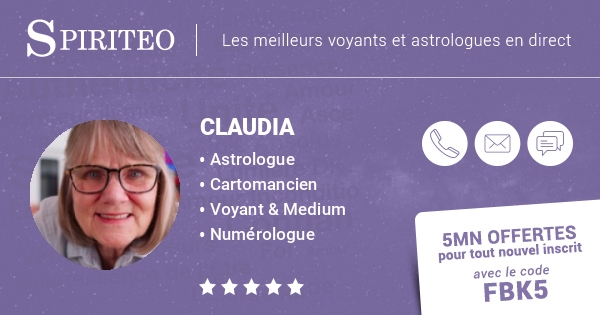 SPIRITEO
Les meilleurs voyants et astrologues en direct
CLAUDIA
• Astrologue
• Cartomancien
• Voyant & Medium
• Numérologue
5MN OFFERTES
pour tout nouvel inscrit
avec le code
FBK5